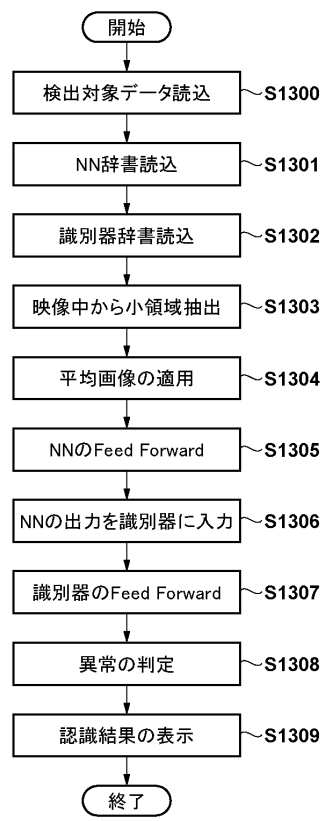 開始
検出対象データ読込 S1300
NN辞書読込 S1301
識別器辞書読込 S1302
映像中から小領域抽出 S1303
平均画像の適用 S1304
NNのFeed Forward S1305
NNの出力を識別器に入力 S1306
識別器のFeed Forward S1307
異常の判定 S1308
認識結果の表示 S1309
終了